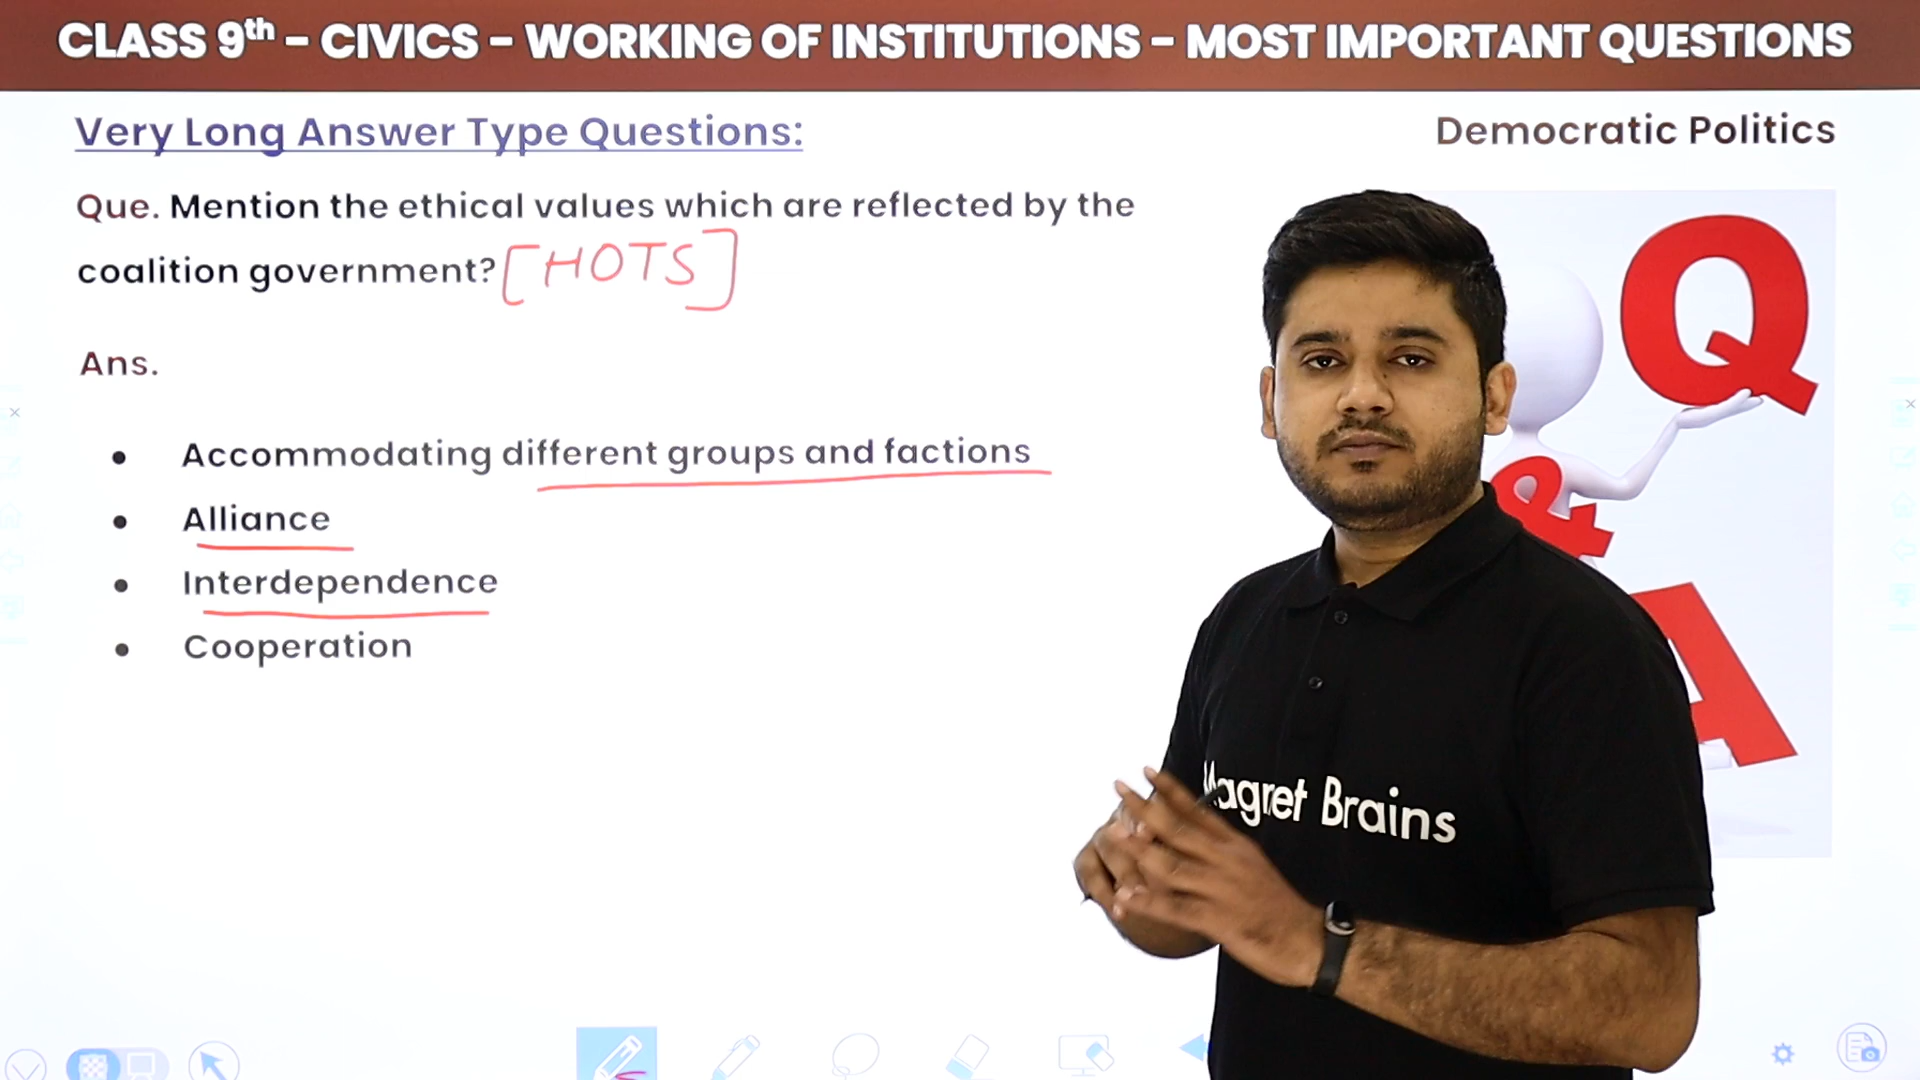 CLASS 9th - CIVICS - WORKING OF INSTITUTIONS - MOST IMPORTANT QUESTIONS
Very Long Answer Type Questions:
Democratic Politics
Que. Mention the ethical values which are reflected by the
coalition government? [HOTS]
Ans.
• Accommodating different groups and factions
• Alliance
• Interdependence
• Cooperation
Q
&
A
Magnet Brains